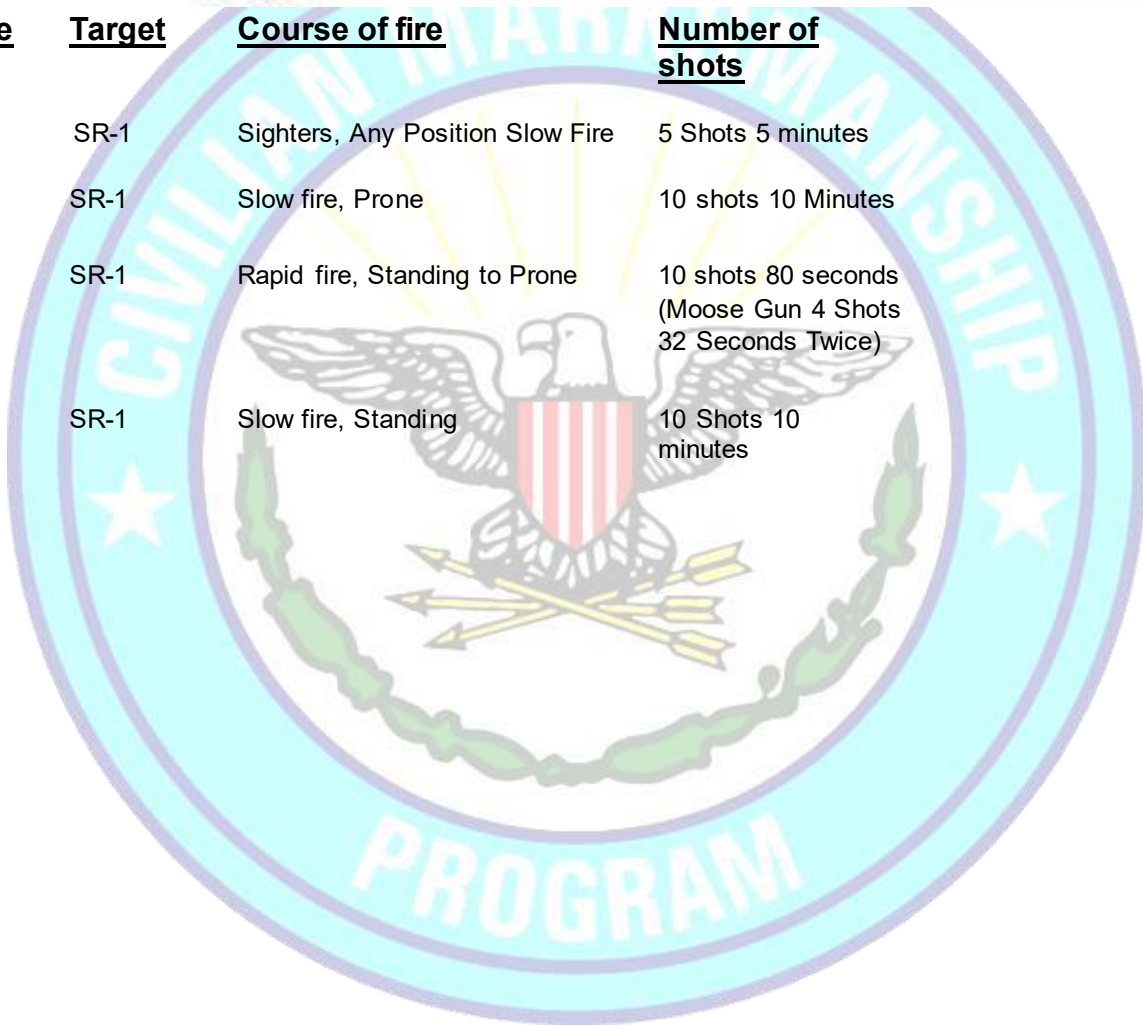 e Target Course of fire Number of
shots
SR-1 Sighters, Any Position Slow Fire 5 Shots 5 minutes
SR-1 Slow fire, Prone 10 shots 10 Minutes
SR-1 Rapid fire, Standing to Prone 10 shots 80 seconds
(Moose Gun 4 Shots
32 Seconds Twice)
SR-1 Slow fire, Standing 10 Shots 10
minutes
CIVILIAN MARKSMANSHIP
PROGRAM